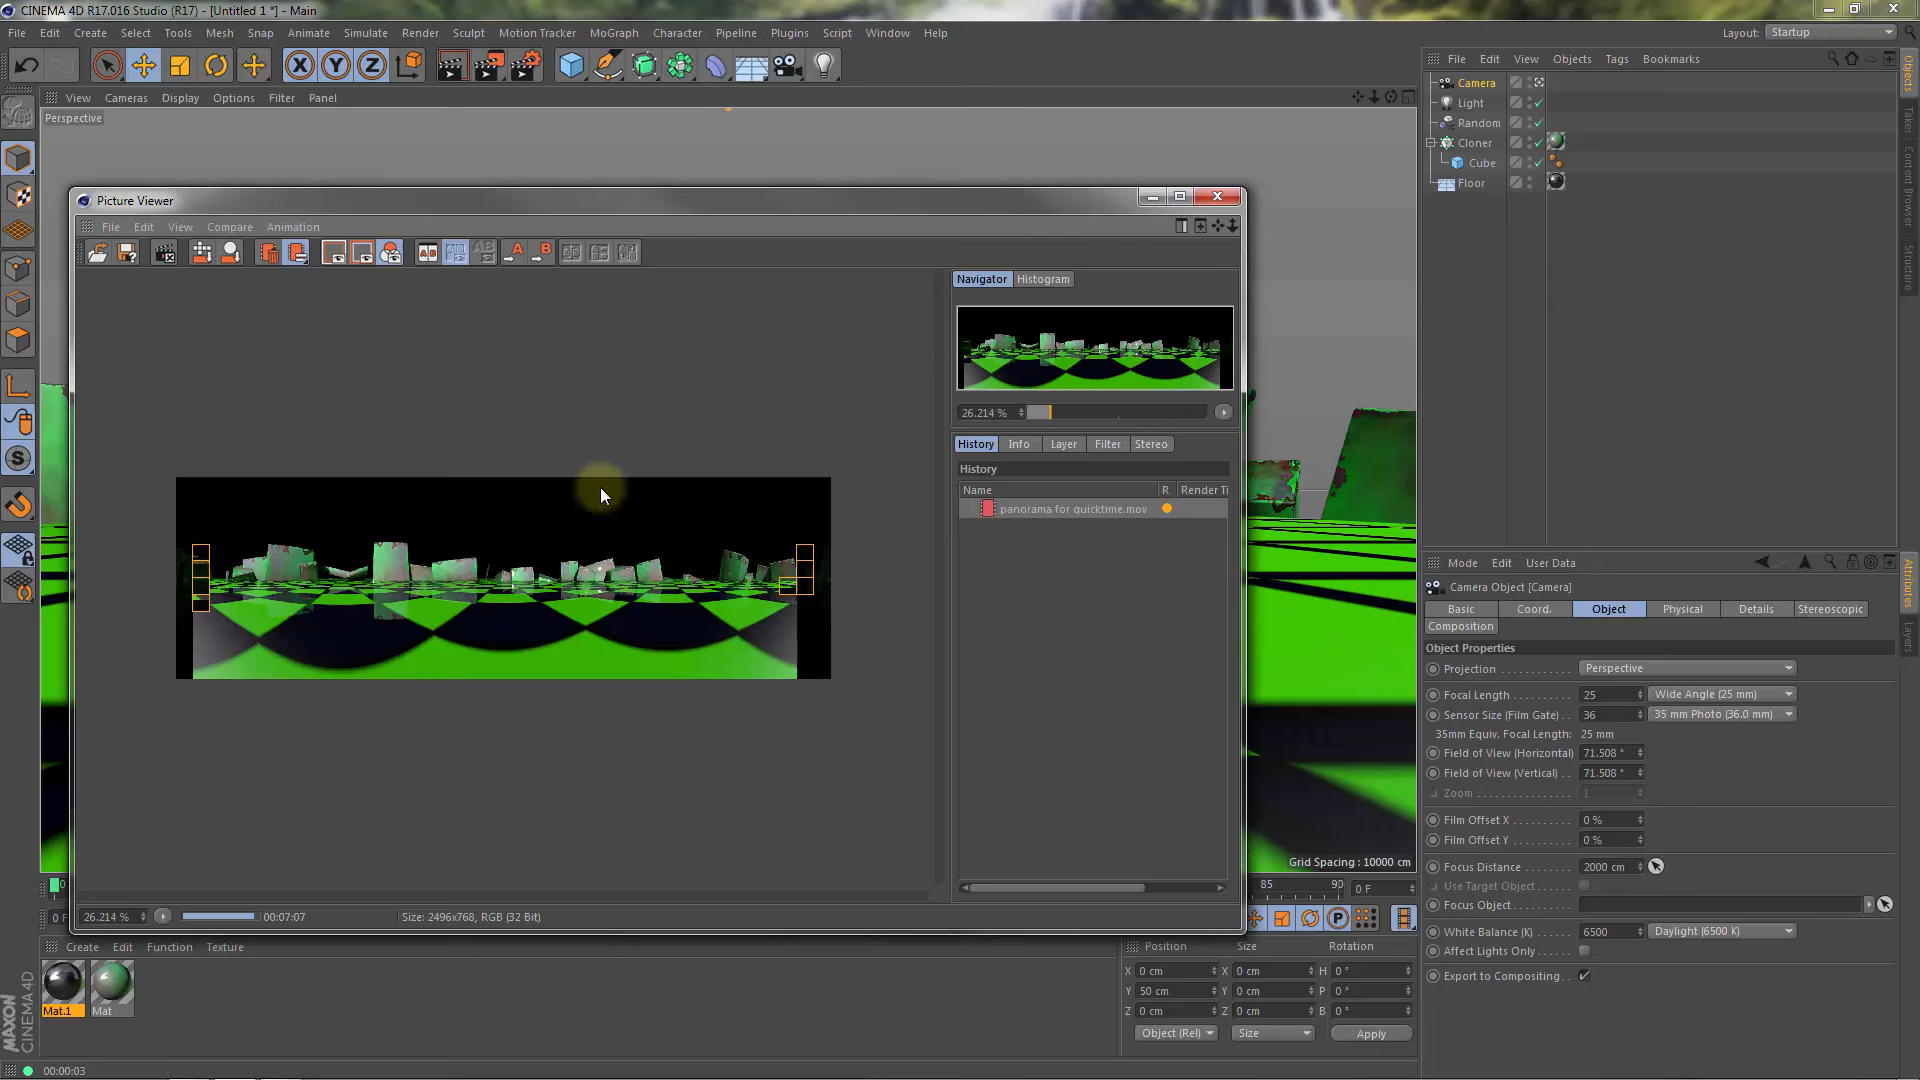 CINEMA 4D R17.016 Studio (R17) - [Untitled 1 *] - Main
File Edit Create Select Tools Mesh Snap Animate Simulate Render Sculpt Motion Tracker MoGraph Character Pipeline Plugins Script Window Help
Layout: Startup
View Cameras Display Options Filter Panel
Perspective
File Edit View Objects Tags Bookmarks
Camera
Light
Random
Cloner
Cube
Floor
Objects
Takes
Content Browser
Structure
Picture Viewer
File Edit View Compare Animation
Navigator Histogram
26.214 %
History Info Layer Filter Stereo
History
Name R Render Ti
panorama for quicktime.mov
26.214 % 00:07:07 Size: 2496x768, RGB (32 Bit)
Grid Spacing : 10000 cm
0 85 90 0 F
0 F
Mode Edit User Data
Camera Object [Camera]
Basic Coord. Object Physical Details Stereoscopic
Composition
Object Properties
Projection Perspective
Focal Length 25 Wide Angle (25 mm)
Sensor Size (Film Gate) 36 35 mm Photo (36.0 mm)
35mm Equiv. Focal Length: 25 mm
Field of View (Horizontal) 71.508 °
Field of View (Vertical) 71.508 °
Zoom 1
Film Offset X 0 %
Film Offset Y 0 %
Focus Distance 2000 cm
Use Target Object
Focus Object
White Balance (K) 6500 Daylight (6500 K)
Affect Lights Only
Export to Compositing
Attributes
Layers
Create Edit Function Texture
Mat.1 Mat
Position Size Rotation
X 0 cm X 0 cm H 0 °
Y 50 cm Y 0 cm P 0 °
Z 0 cm Z 0 cm B 0 °
Object (Rel) Size Apply
MAXON
CINEMA 4D
00:00:03